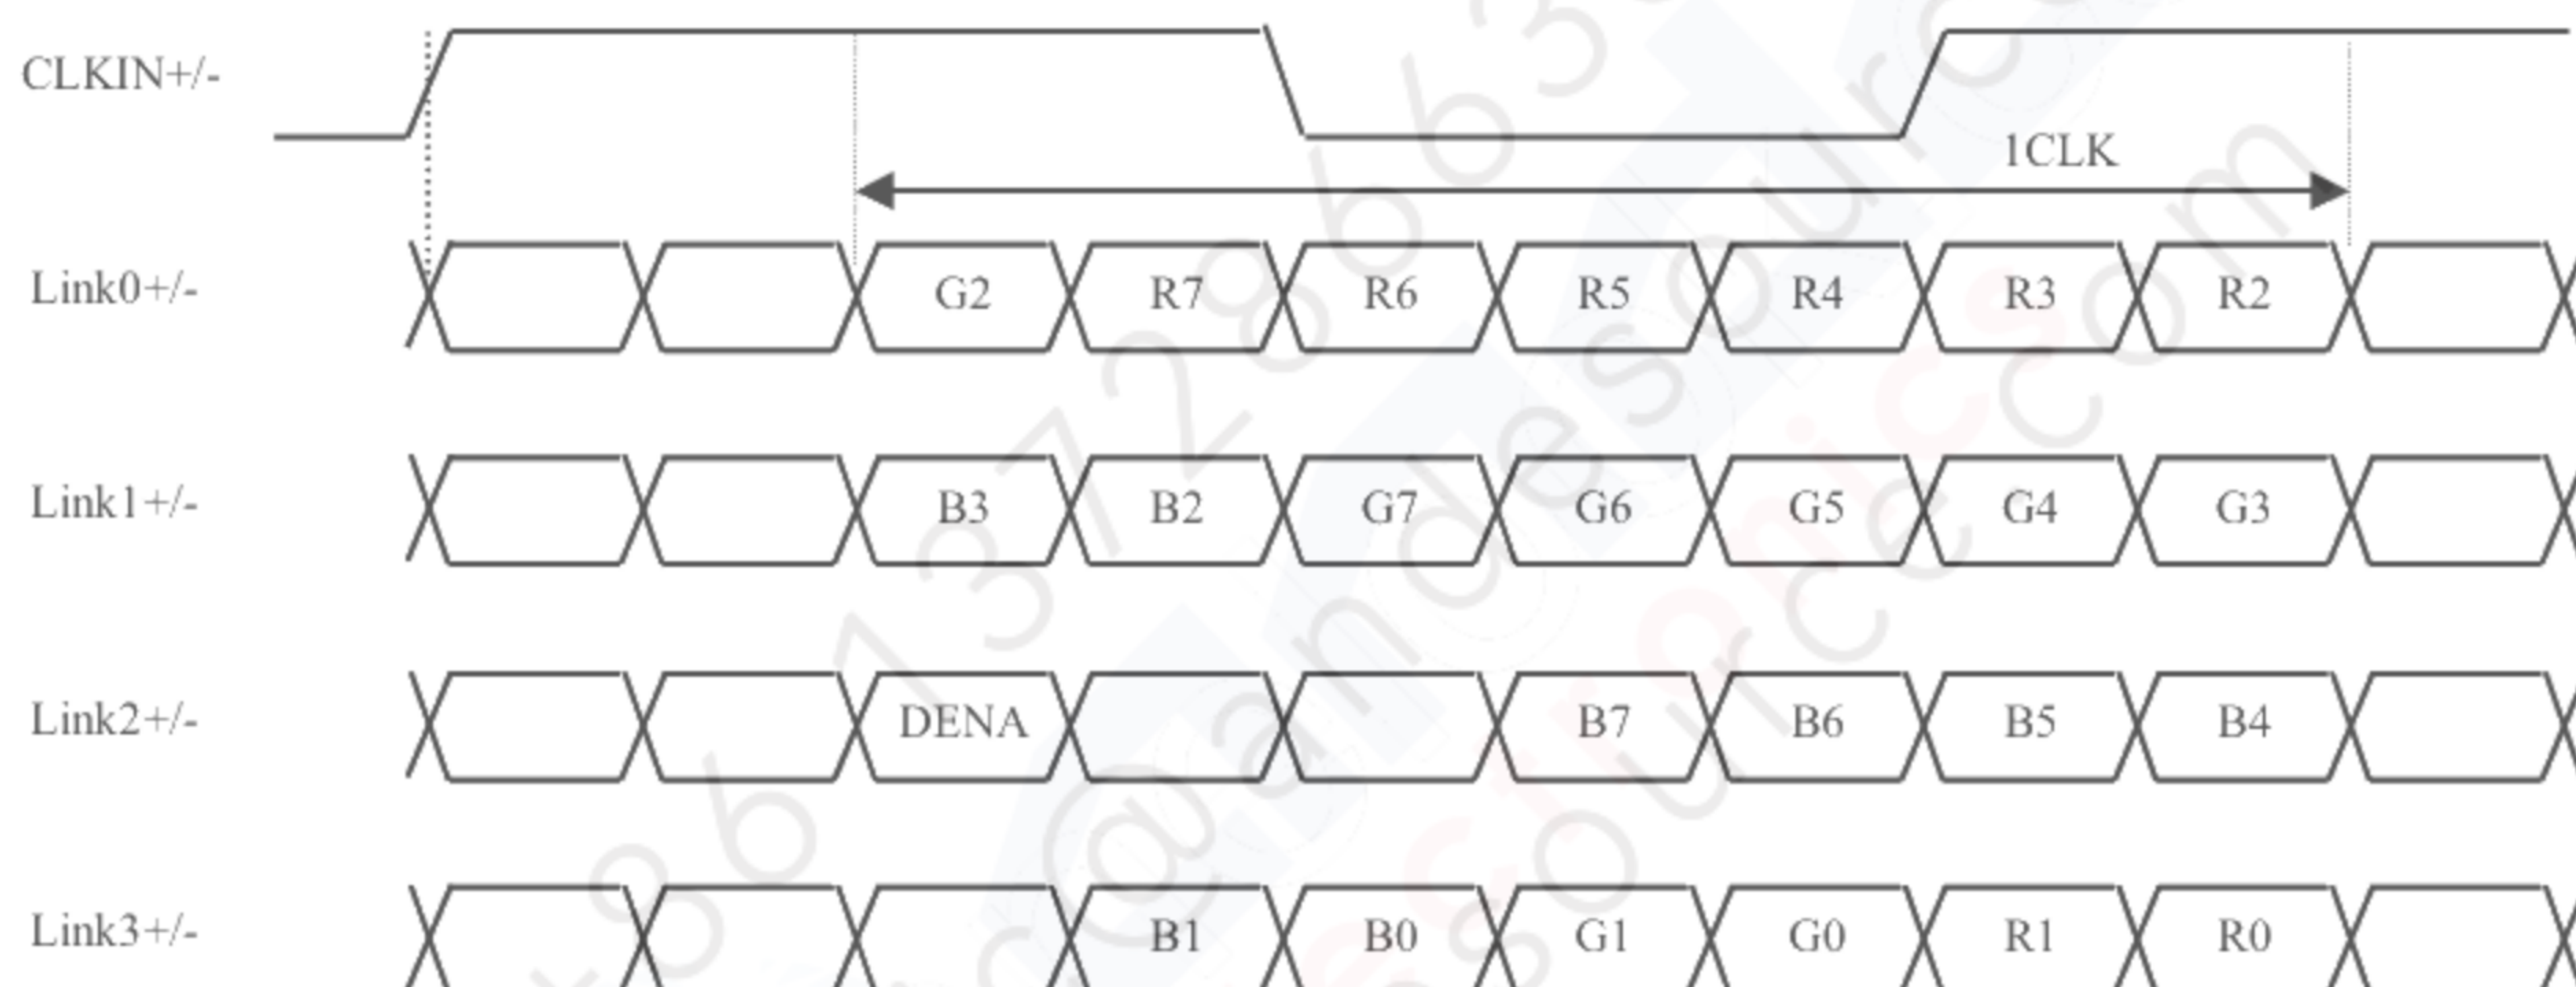 CLKIN+/-
1CLK
Link0+/- G2 R7 R6 R5 R4 R3 R2
Link1+/- B3 B2 G7 G6 G5 G4 G3
Link2+/- DENA B7 B6 B5 B4
Link3+/- B1 B0 G1 G0 R1 R0